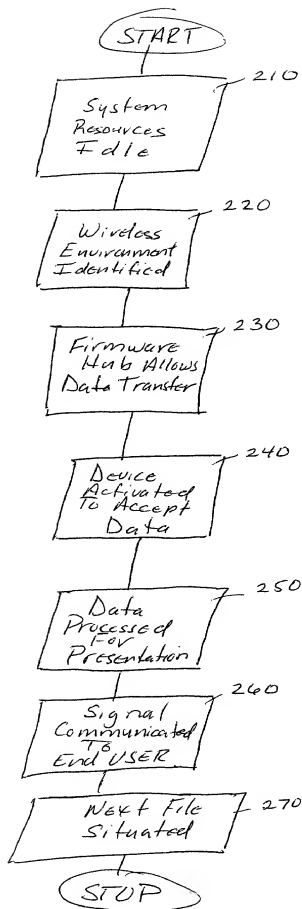 START
210
System
Resources
Idle
220
Wireless
Environment
Identified
230
Firmware
Hub Allows
Data Transfer
240
Device
Activated
To Accept
Data
250
Data
Processed
For
Presentation
260
Signal
Communicated
To
End USER
270
Next File
Situated
STOP